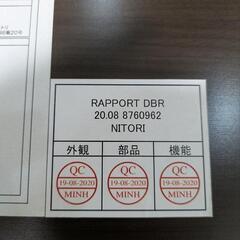 RAPPORT DBR
20.08 8760962
NITORI
外観 部品 機能
QC QC QC
19-08-2020 19-08-2020 19-08-2020
MINH MINH MINH